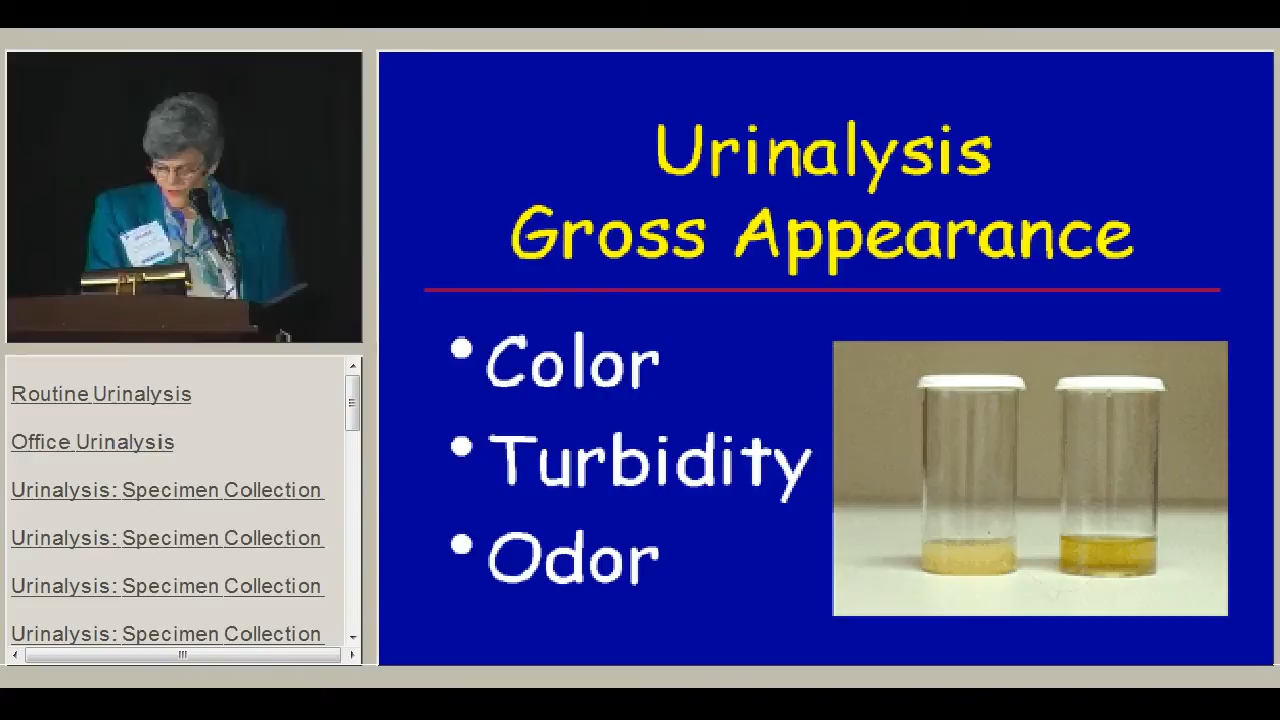 Urinalysis
Gross Appearance
• Color
• Turbidity
• Odor
Routine Urinalysis
Office Urinalysis
Urinalysis: Specimen Collection
Urinalysis: Specimen Collection
Urinalysis: Specimen Collection
Urinalysis: Specimen Collection